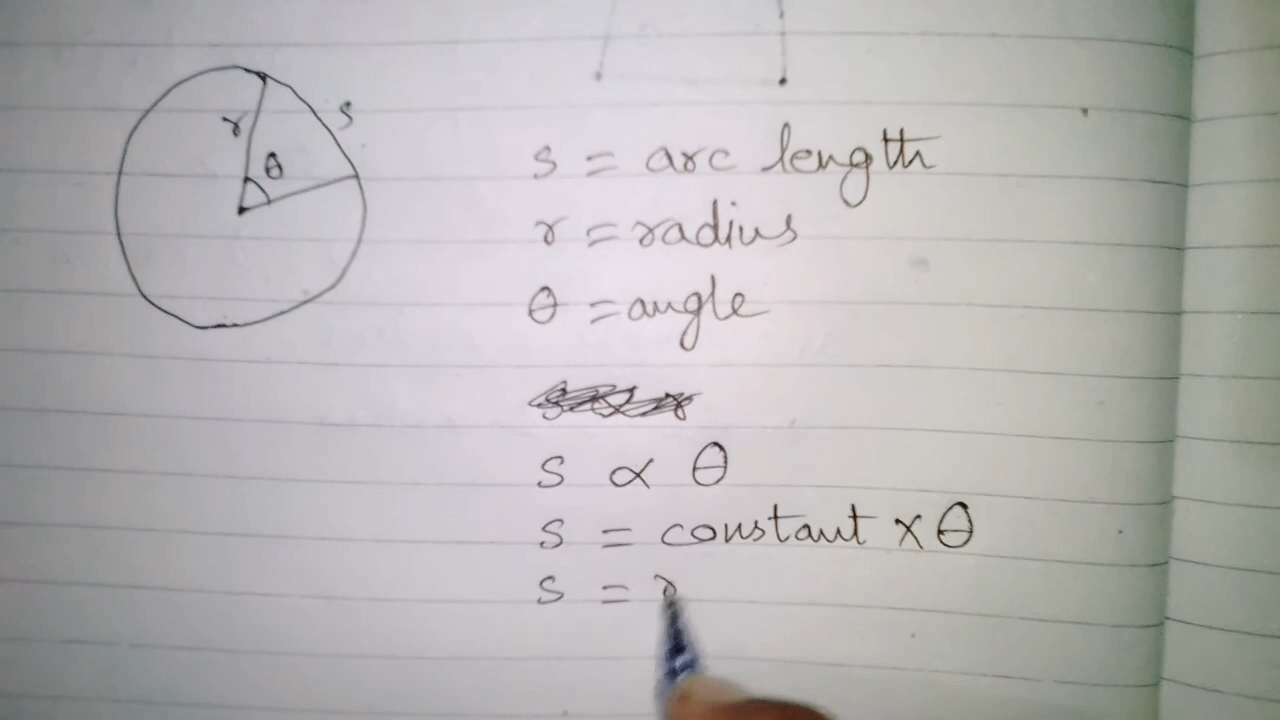 r
s
θ
s = arc length
r = radius
θ = angle
s ∝ θ
s = constant × θ
s = r